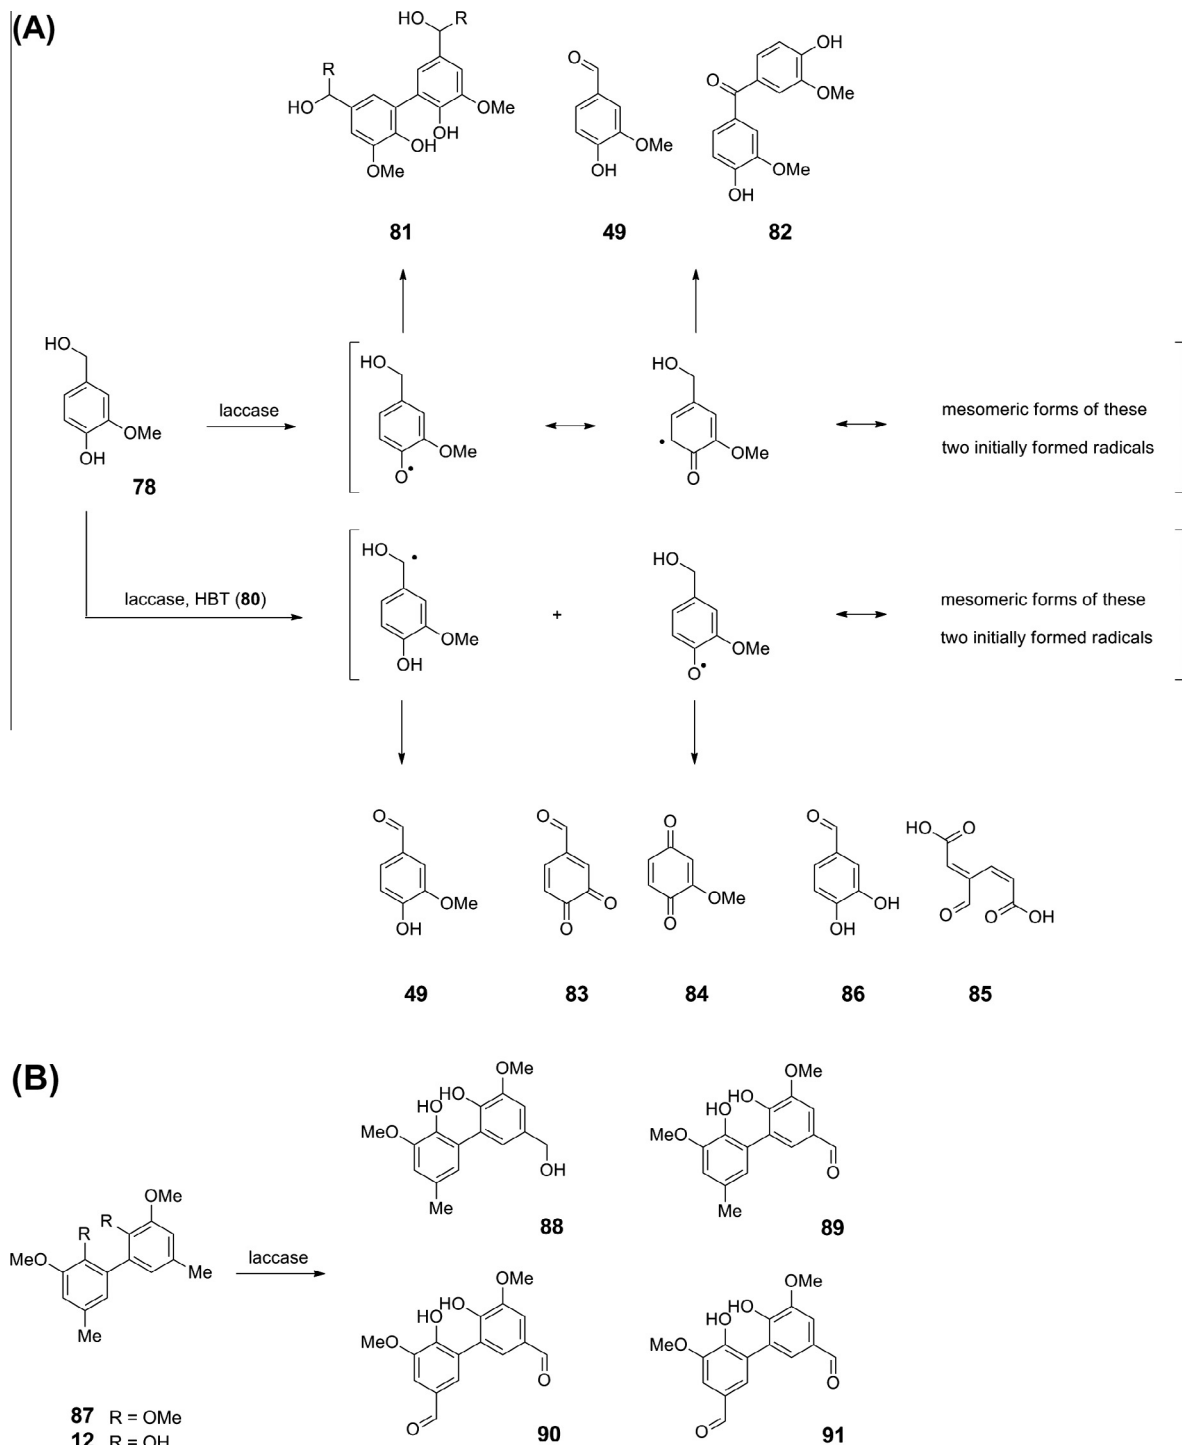 (A)
HO R
R
HO
OMe
OH
OH
OMe
81
O
OMe
OH
49
OH
O
OMe
OMe
OH
82
HO
OMe
OH
78
laccase
HO
OMe
O•
HO
•
OMe
O
mesomeric forms of these
two initially formed radicals
laccase, HBT (80)
HO •
OMe
OH
+
HO
OMe
O•
mesomeric forms of these
two initially formed radicals
O
OMe
OH
49
O
O
O
83
O
OMe
O
84
O
OH
OH
86
HO O
O
O OH
85
(B)
OMe
R
R
MeO
Me
Me
87 R = OMe
12 R = OH
laccase
OMe
HO
HO
MeO
OH
Me
88
OMe
HO
HO
MeO
O
Me
89
OMe
HO
HO
MeO
O
O
90
OMe
HO
HO
MeO
O
O
91